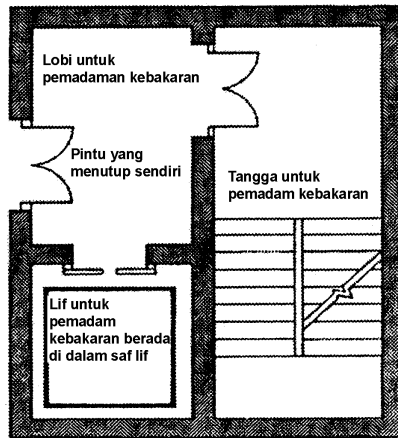 Lobi untuk
pemadaman kebakaran
Pintu yang
menutup sendiri
Tangga untuk
pemadam kebakaran
Lif untuk
pemadam
kebakaran berada
di dalam saf lif